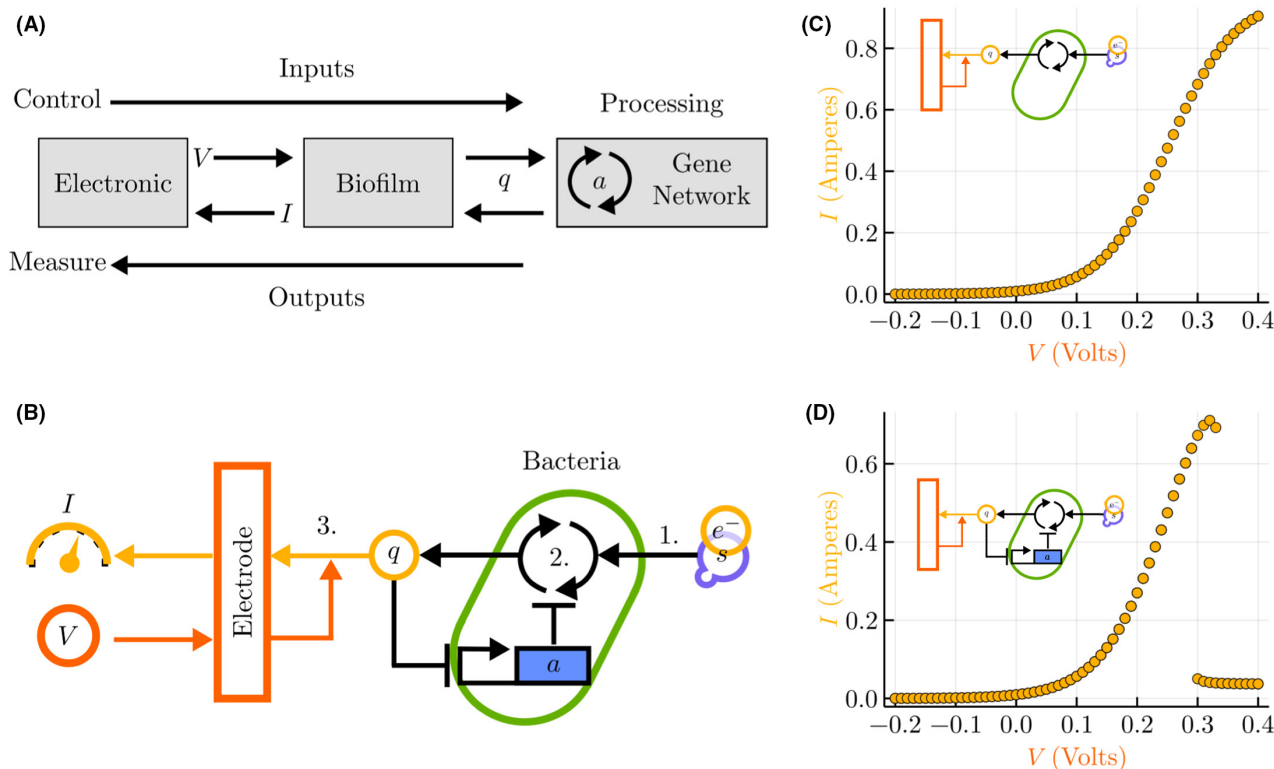 (A)
Inputs
Control
Processing
Electronic
V
I
Biofilm
q
a
Gene
Network
Measure
Outputs
(B)
Bacteria
I
3.
1.
e−
s
q
2.
V
Electrode
a
(C)
I (Amperes)
0.8
0.6
0.4
0.2
0.0
q
e−
s
−0.2 −0.1 0.0 0.1 0.2 0.3 0.4
V (Volts)
(D)
I (Amperes)
0.6
0.4
0.2
0.0
q
e−
s
a
−0.2 −0.1 0.0 0.1 0.2 0.3 0.4
V (Volts)